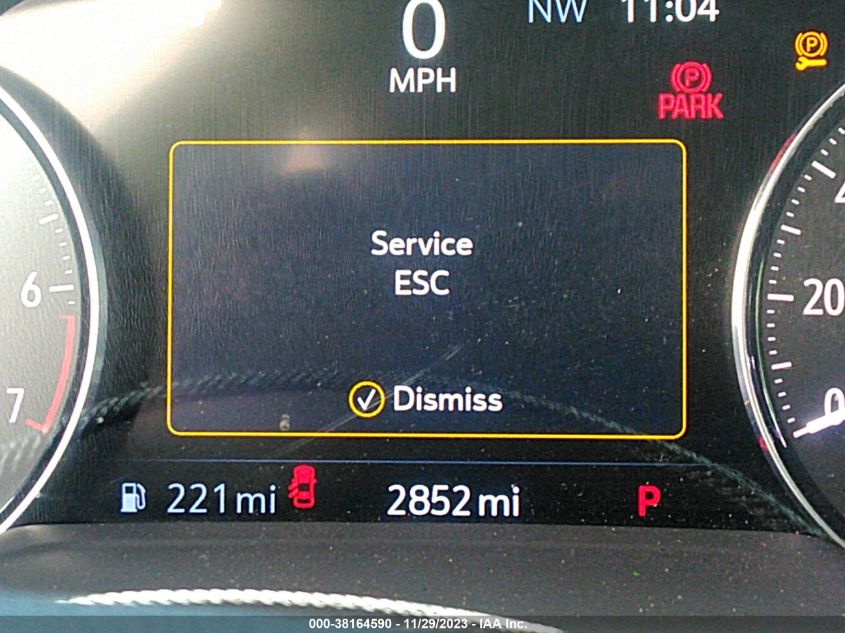 0 NW 11:04
MPH
P P
PARK
Service
ESC
6
20
Dismiss
7 0
221 mi 2852 mi P
000-38164590 - 11/29/2023 - IAA Inc.